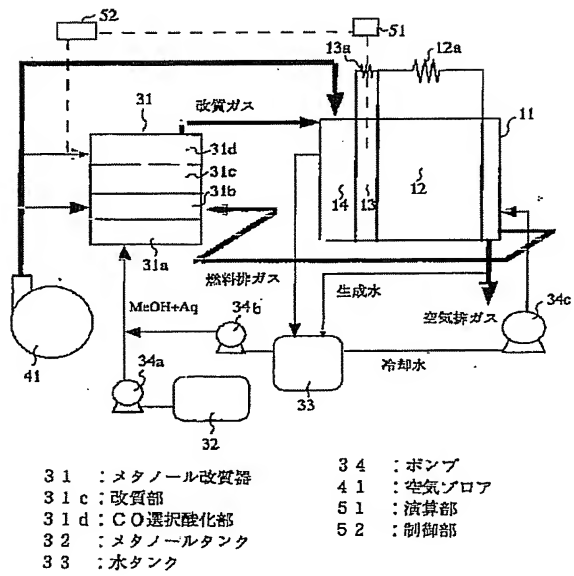 52
51
13a
12a
31
改質ガス
11
31d
31c
31b
31a
14
13
12
燃料排ガス
生成水
空気排ガス
MeOH+Aq
34b
34c
41
34a
33
冷却水
32
31 :メタノール改質器
31c:改質部
31d:CO選択酸化部
32 :メタノールタンク
33 :水タンク
34 :ポンプ
41 :空気ブロア
51 :演算部
52 :制御部